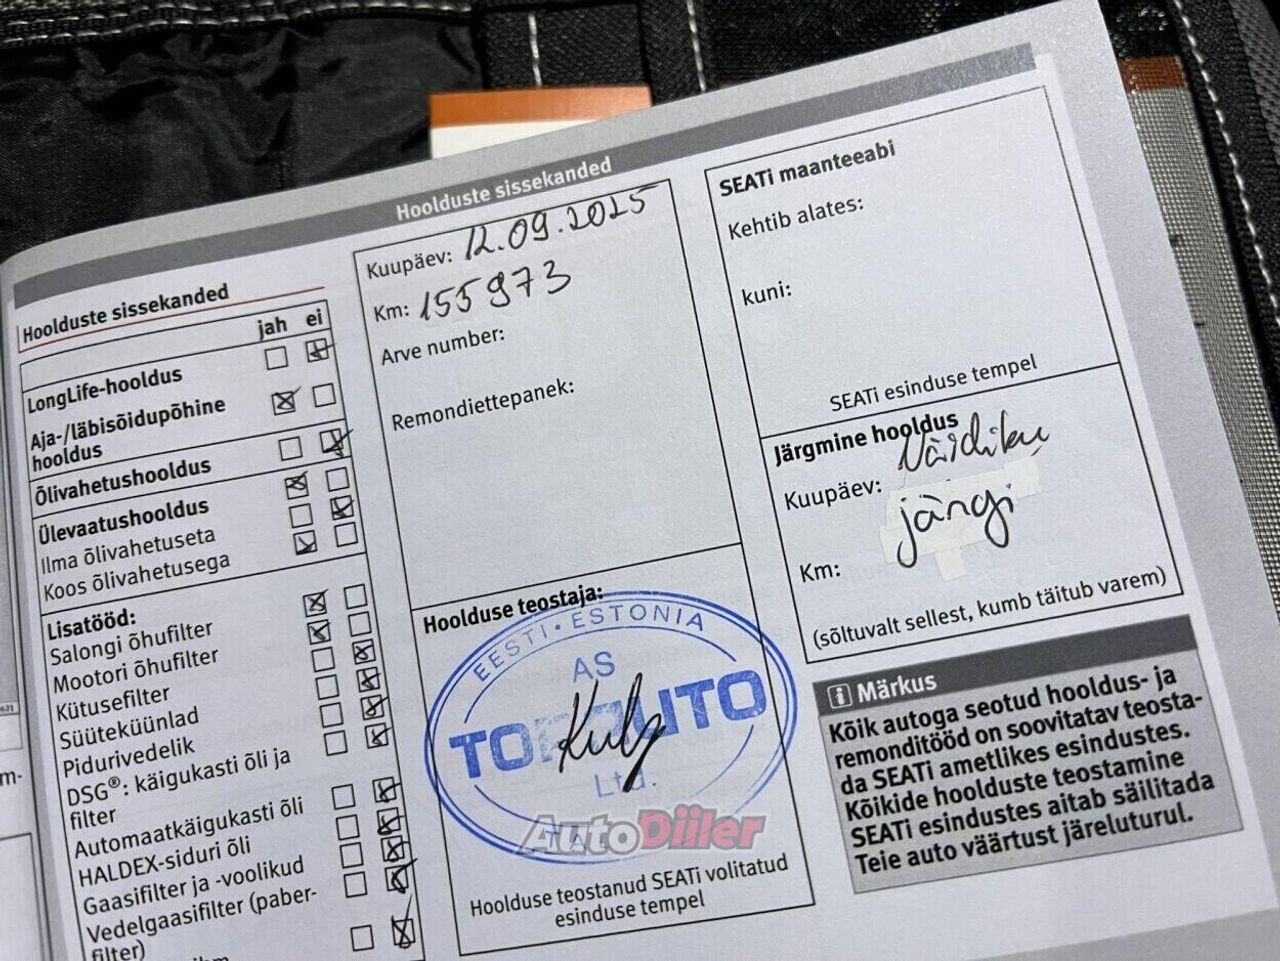 Hoolduste sissekanded
Hoolduste sissekanded
jah ei
LongLife-hooldus
Aja-/läbisõidupõhine
hooldus
Õlivahetushooldus
Ülevaatushooldus
Ilma õlivahetuseta
Koos õlivahetusega
Lisatööd:
Salongi õhufilter
Mootori õhufilter
Kütusefilter
Süüteküünlad
Pidurivedelik
DSG®: käigukasti õli ja
filter
Automaatkäigukasti õli
HALDEX-siduri õli
Gaasifilter ja -voolikud
Vedelgaasifilter (paber-
filter)
Kuupäev: 12.09.2025
Km: 155973
Arve number:
Remondiettepanek:
Hoolduse teostaja:
EESTI · ESTONIA
AS
Ltd.
AutoDiiler
Hoolduse teostanud SEATi volitatud
esinduse tempel
SEATi maanteeabi
Kehtib alates:
kuni:
SEATi esinduse tempel
Järgmine hooldus
Näidiku
Kuupäev: järgi
Km:
(sõltuvalt sellest, kumb täitub varem)
i Märkus
Kõik autoga seotud hooldus- ja
remonditööd on soovitatav teosta-
da SEATi ametlikes esindustes.
Kõikide hoolduste teostamine
SEATi esindustes aitab säilitada
Teie auto väärtust järelturul.